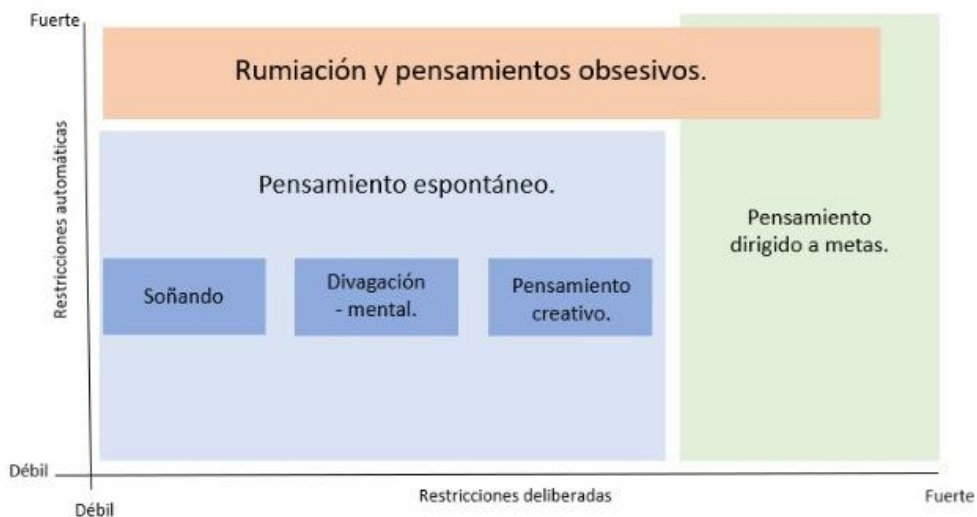 Fuerte
Rumiación y pensamientos obsesivos.
Restricciones automáticas
Pensamiento espontáneo.
Pensamiento
dirigido a metas.
Soñando
Divagación
- mental.
Pensamiento
creativo.
Débil
Débil
Restricciones deliberadas
Fuerte